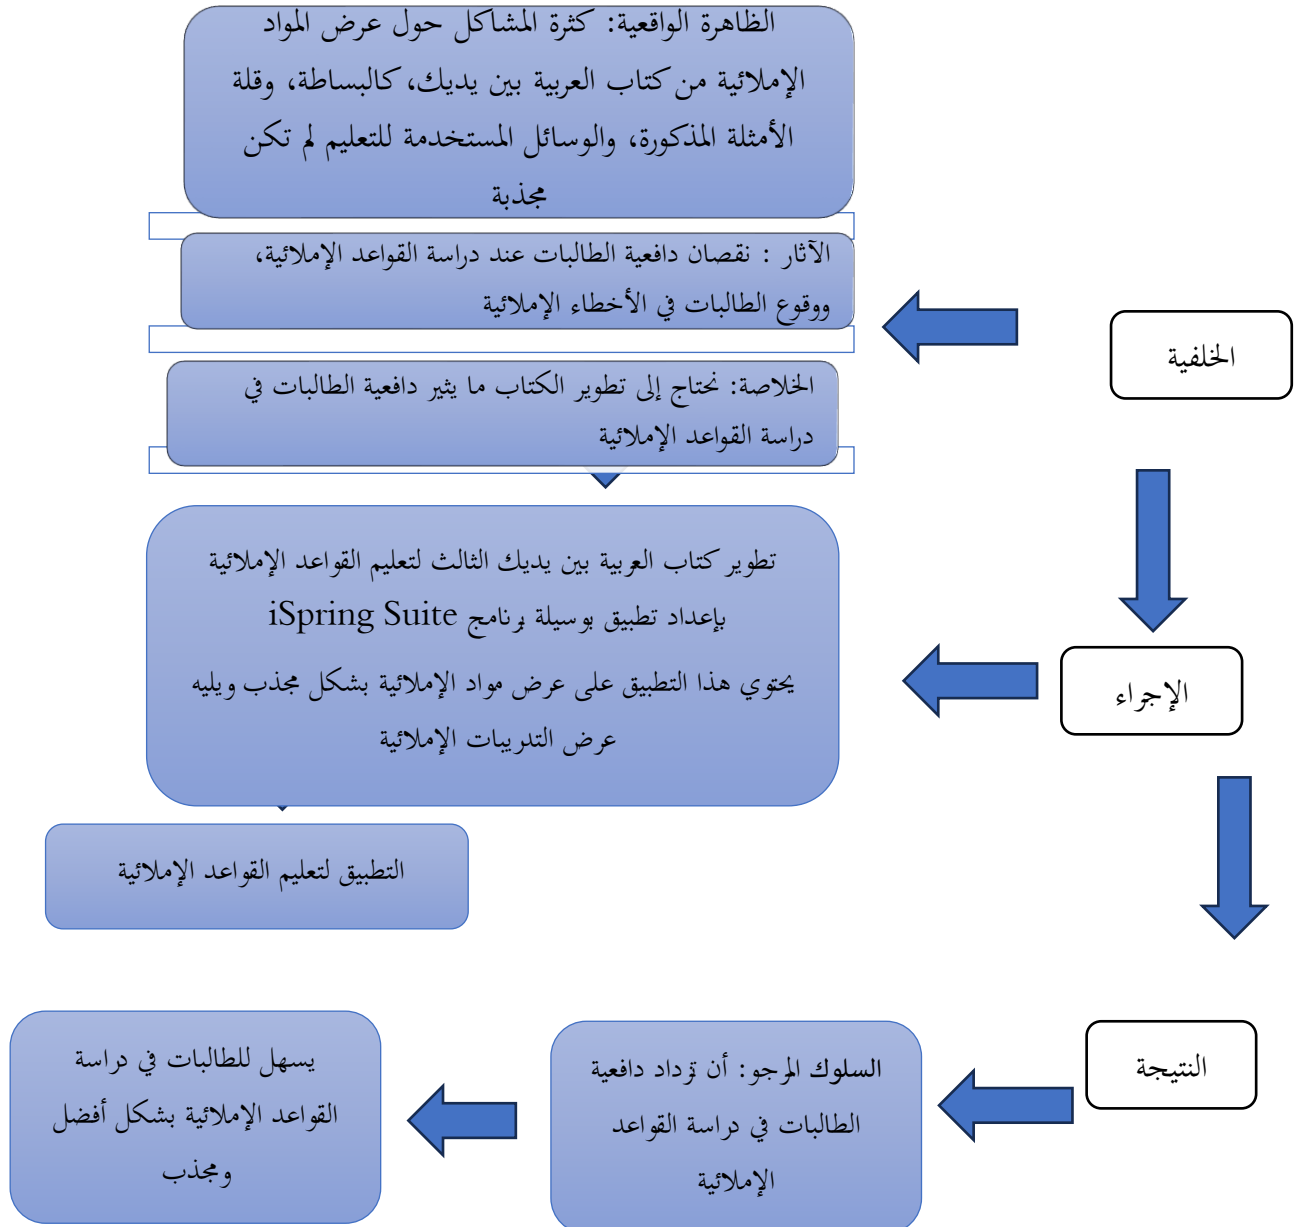 الظاهرة الواقعية: كثرة المشاكل حول عرض المواد
الإملائية من كتاب العربية بين يديك، كالبساطة، وقلة
الأمثلة المذكورة، والوسائل المستخدمة للتعليم لم تكن
مجذبة
الآثار : نقصان دافعية الطالبات عند دراسة القواعد الإملائية،
ووقوع الطالبات في الأخطاء الإملائية
الخلفية
الخلاصة: نحتاج إلى تطوير الكتاب ما يثير دافعية الطالبات في
دراسة القواعد الإملائية
تطوير كتاب العربية بين يديك الثالث لتعليم القواعد الإملائية
بإعداد تطبيق بوسيلة برنامج iSpring Suite
يحتوي هذا التطبيق على عرض مواد الإملائية بشكل مجذب ويليه
عرض التدريبات الإملائية
الإجراء
التطبيق لتعليم القواعد الإملائية
النتيجة
السلوك المرجو: أن تزداد دافعية
الطالبات في دراسة القواعد
الإملائية
يسهل للطالبات في دراسة
القواعد الإملائية بشكل أفضل
ومجذب